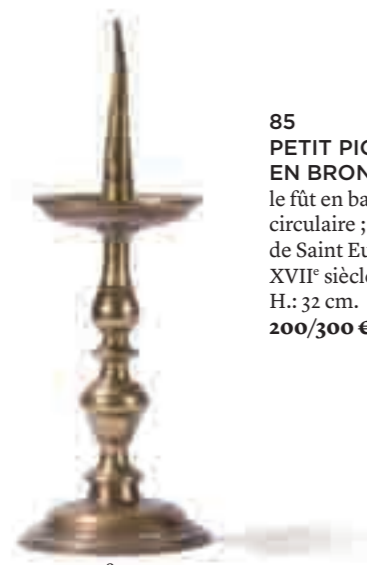 85
PETIT PIC
EN BRON
le fût en ba
circulaire ;
de Saint Eu
XVIIᵉ siècle
H.: 32 cm.
200/300 €